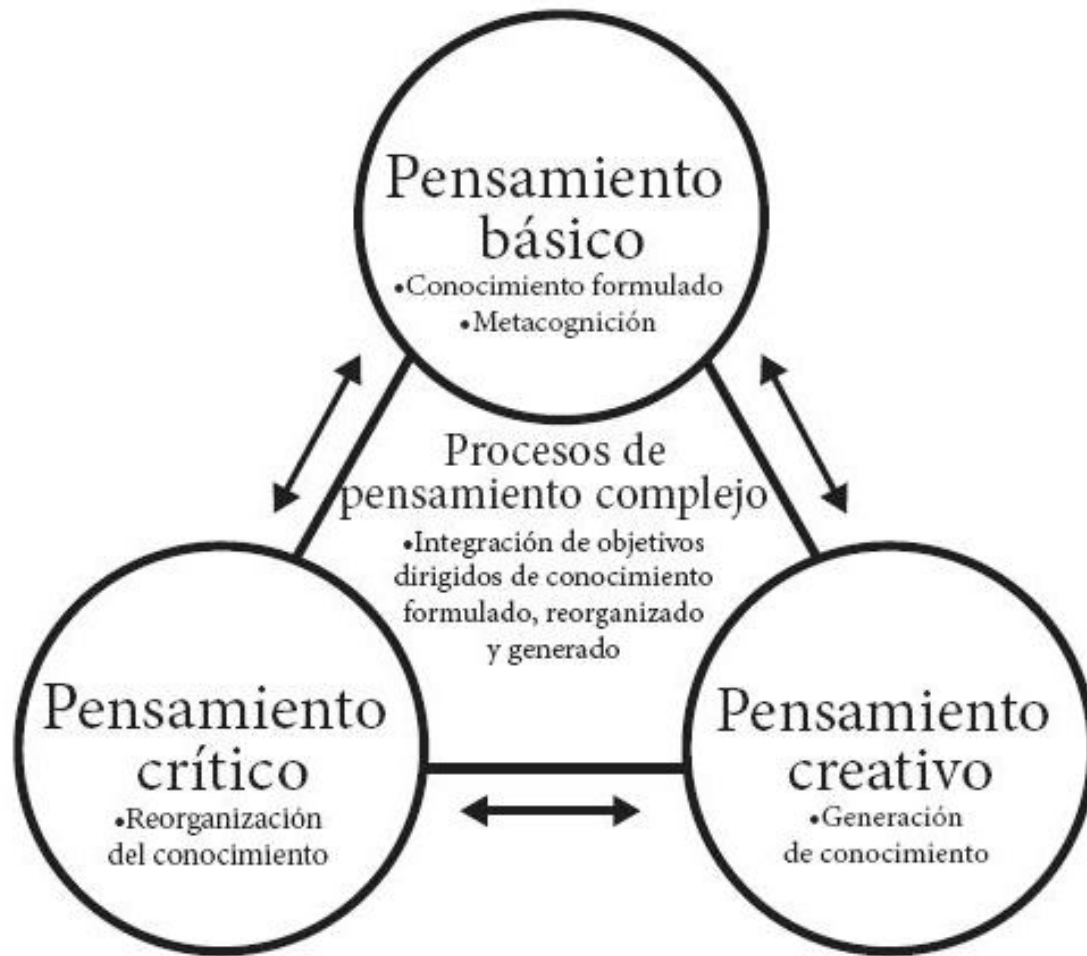 Pensamiento
básico
•Conocimiento formulado
•Metacognición
Procesos de
pensamiento complejo
•Integración de objetivos
dirigidos de conocimiento
formulado, reorganizado
y generado
Pensamiento
crítico
•Reorganización
del conocimiento
Pensamiento
creativo
•Generación
de conocimiento